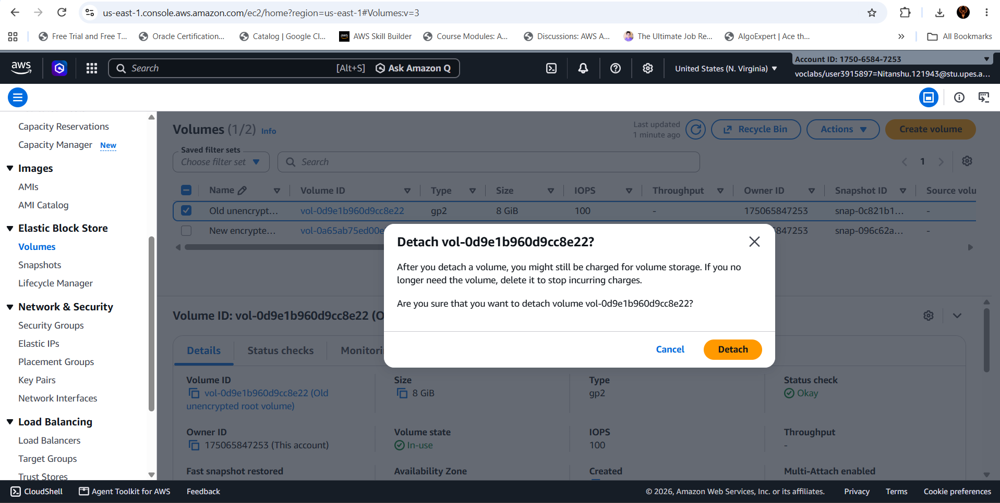 us-east-1.console.aws.amazon.com/ec2/home?region=us-east-1#Volumes:v=3
Free Trial and Free T...
Oracle Certification...
Catalog | Google Cl...
aws
AWS Skill Builder
Course Modules: A...
Discussions: AWS A...
The Ultimate Job Re...
AlgoExpert | Ace th...
All Bookmarks
aws
Search
[Alt+S]
Ask Amazon Q
United States (N. Virginia)
Account ID: 1750-6584-7253
voclabs/user3915897=Nitanshu.121943@stu.upes.a...
Capacity Reservations
Capacity Manager New
Images
AMIs
AMI Catalog
Elastic Block Store
Volumes
Snapshots
Lifecycle Manager
Network & Security
Security Groups
Elastic IPs
Placement Groups
Key Pairs
Network Interfaces
Load Balancing
Load Balancers
Target Groups
Trust Stores
Volumes (1/2) Info
Last updated
1 minute ago
Recycle Bin
Actions
Create volume
Saved filter sets
Choose filter set
Search
1
Name Volume ID Type Size IOPS Throughput Owner ID Snapshot ID Source volu
Old unencrypt... vol-0d9e1b960d9cc8e22 gp2 8 GiB 100 - 175065847253 snap-0c821b1... -
New encrypte... vol-0a65ab75ed00e 847253 snap-096c62a... -
Detach vol-0d9e1b960d9cc8e22?
After you detach a volume, you might still be charged for volume storage. If you no
longer need the volume, delete it to stop incurring charges.
Are you sure that you want to detach volume vol-0d9e1b960d9cc8e22?
Cancel
Detach
Volume ID: vol-0d9e1b960d9cc8e22 (O
Details
Status checks
Monitori
Volume ID
vol-0d9e1b960d9cc8e22 (Old
unencrypted root volume)
Size
8 GiB
Type
gp2
Status check
Okay
Owner ID
175065847253 (This account)
Volume state
In-use
IOPS
100
Throughput
-
Fast snapshot restored
Availability Zone
Created
Multi-Attach enabled
CloudShell
Agent Toolkit for AWS
Feedback
© 2026, Amazon Web Services, Inc. or its affiliates.
Privacy
Terms
Cookie preferences